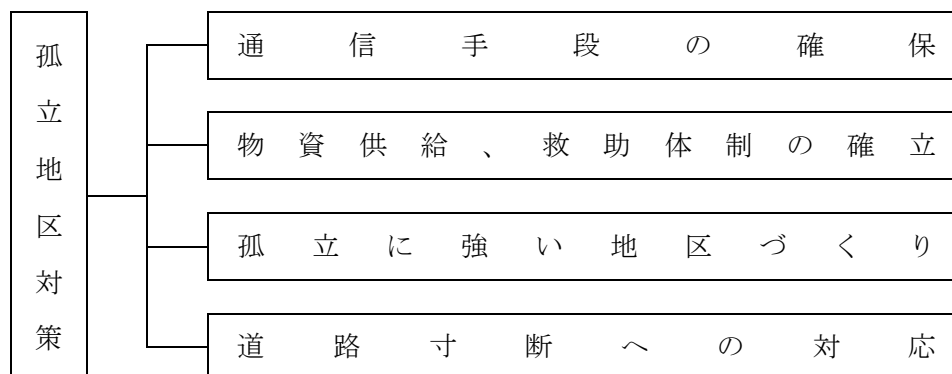 孤立地区対策
通信手段の確保
物資供給、救助体制の確立
孤立に強い地区づくり
道路寸断への対応